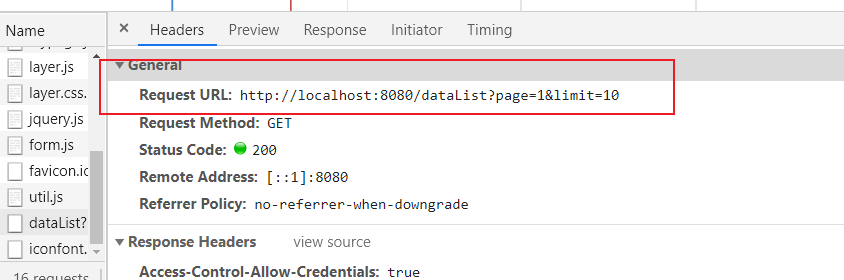 Name
Headers Preview Response Initiator Timing
layer.js
layer.css.
jquery.js
form.js
favicon.ic
util.js
dataList?
iconfont.
16 requests
General
Request URL: http://localhost:8080/dataList?page=1&limit=10
Request Method: GET
Status Code: 200
Remote Address: [::1]:8080
Referrer Policy: no-referrer-when-downgrade
Response Headers view source
Access-Control-Allow-Credentials: true